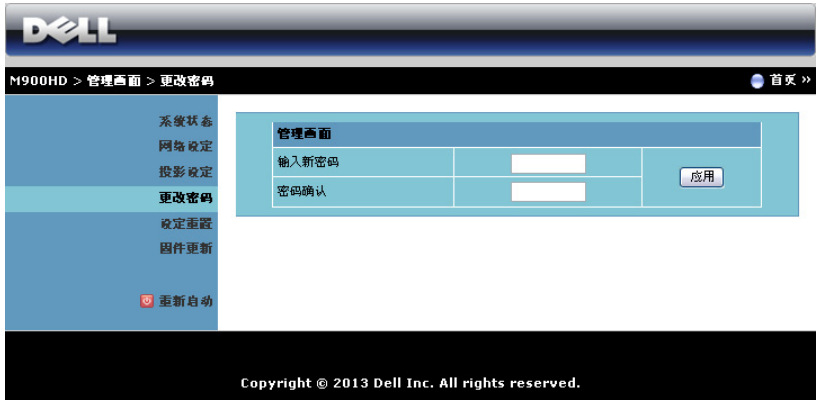 DELL
M900HD > 管理画面 > 更改密码
首页 »
系统状态
网络设定
投影设定
更改密码
设定重置
固件更新
重新启动
管理画面
输入新密码
密码确认
应用
Copyright © 2013 Dell Inc. All rights reserved.